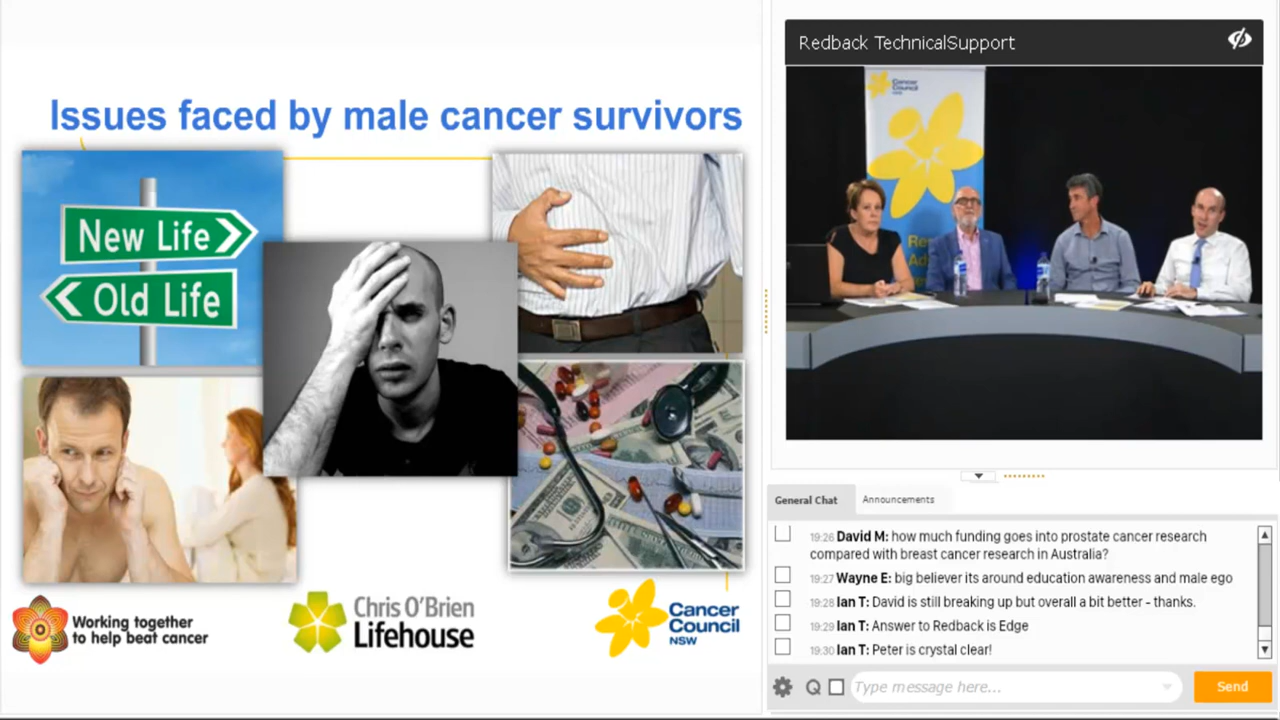 Issues faced by male cancer survivors
New Life
Old Life
Working together
to help beat cancer
Chris O'Brien
Lifehouse
Cancer
Council
NSW
Redback TechnicalSupport
Cancer
Council
General Chat
Announcements
19:26 David M: how much funding goes into prostate cancer research
compared with breast cancer research in Australia?
19:27 Wayne E: big believer its around education awareness and male ego
19:28 Ian T: David is still breaking up but overall a bit better - thanks.
19:29 Ian T: Answer to Redback is Edge
19:30 Ian T: Peter is crystal clear!
Q
Type message here...
Send